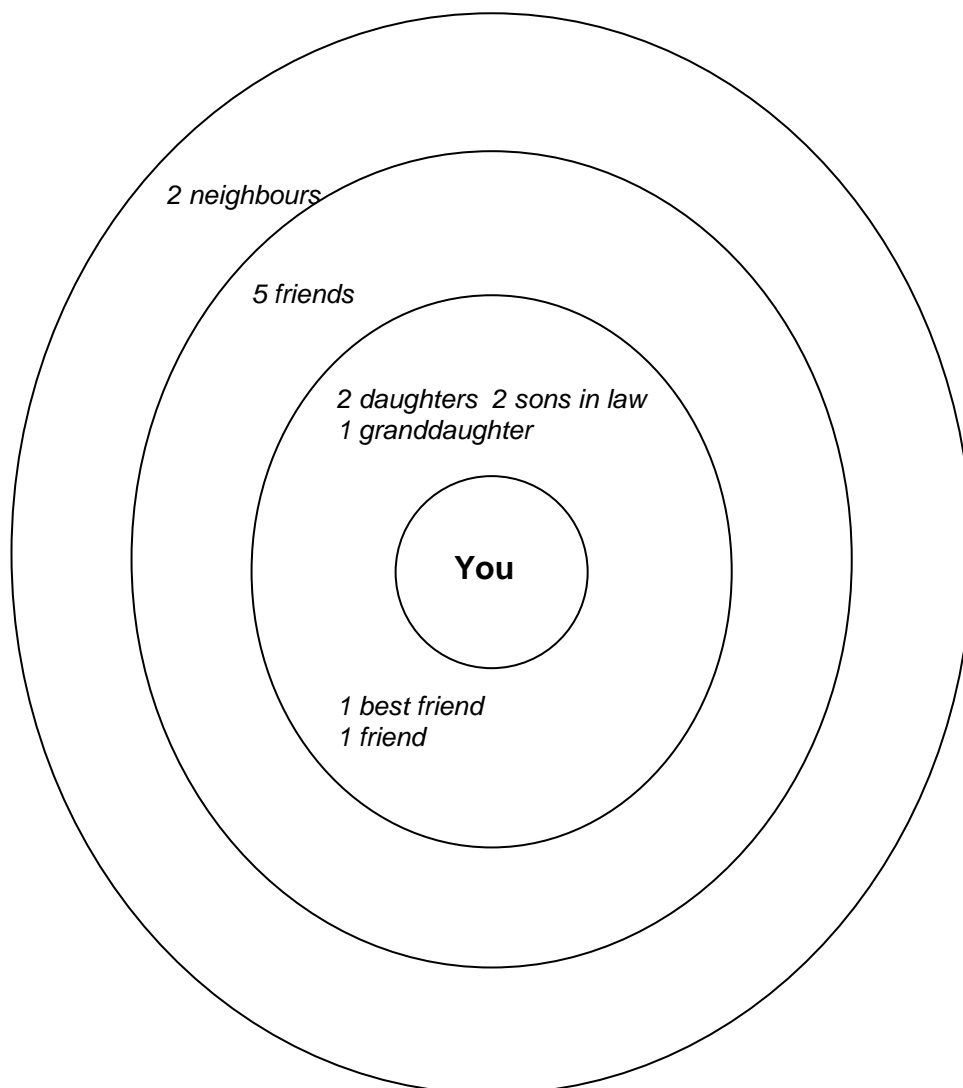 2 neighbours
5 friends
2 daughters  2 sons in law
1 granddaughter
You
1 best friend
1 friend